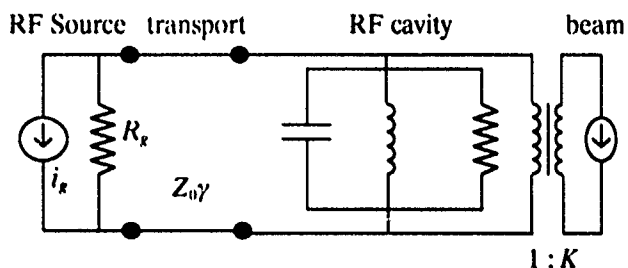 RF Source transport RF cavity beam
R_g
i_g
Z_0γ
1 : K